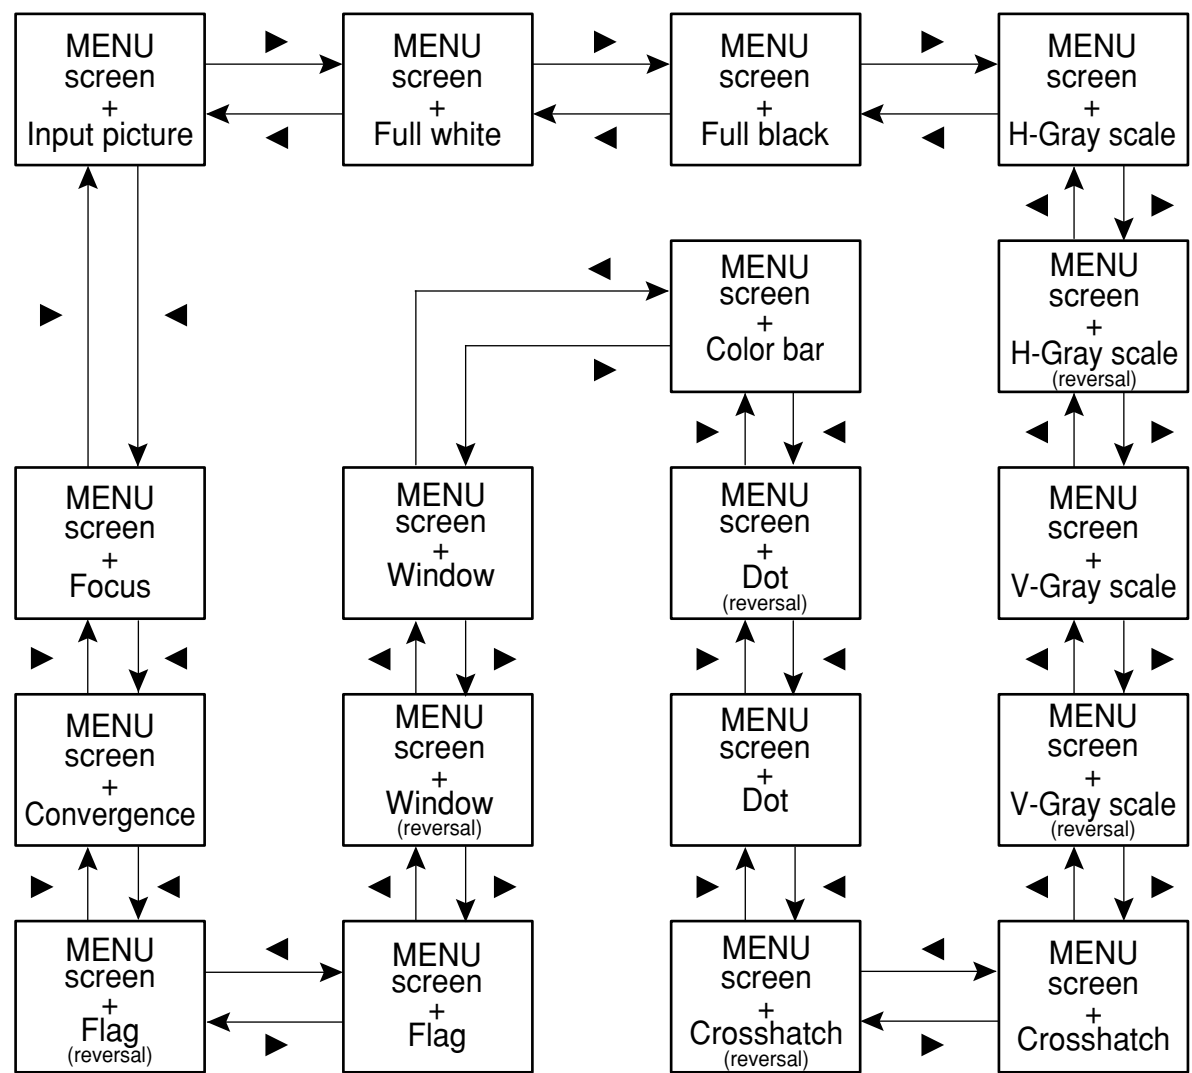 MENU
screen
+
Input picture
MENU
screen
+
Full white
MENU
screen
+
Full black
MENU
screen
+
H-Gray scale
MENU
screen
+
Color bar
MENU
screen
+
H-Gray scale
(reversal)
MENU
screen
+
Focus
MENU
screen
+
Window
MENU
screen
+
Dot
(reversal)
MENU
screen
+
V-Gray scale
MENU
screen
+
Convergence
MENU
screen
+
Window
(reversal)
MENU
screen
+
Dot
MENU
screen
+
V-Gray scale
(reversal)
MENU
screen
+
Flag
(reversal)
MENU
screen
+
Flag
MENU
screen
+
Crosshatch
(reversal)
MENU
screen
+
Crosshatch